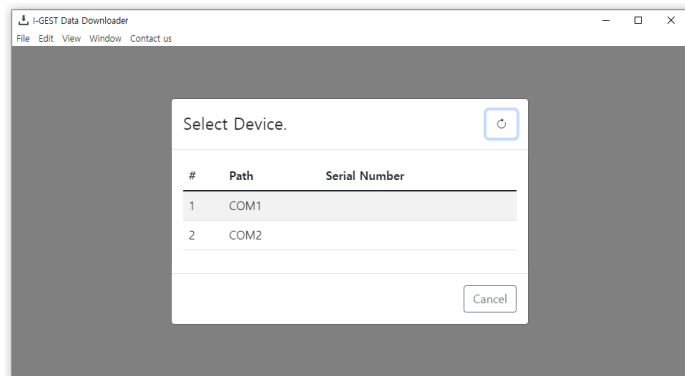 I-GEST Data Downloader
File Edit View Window Contact us
Select Device.
# Path Serial Number
1 COM1
2 COM2
Cancel